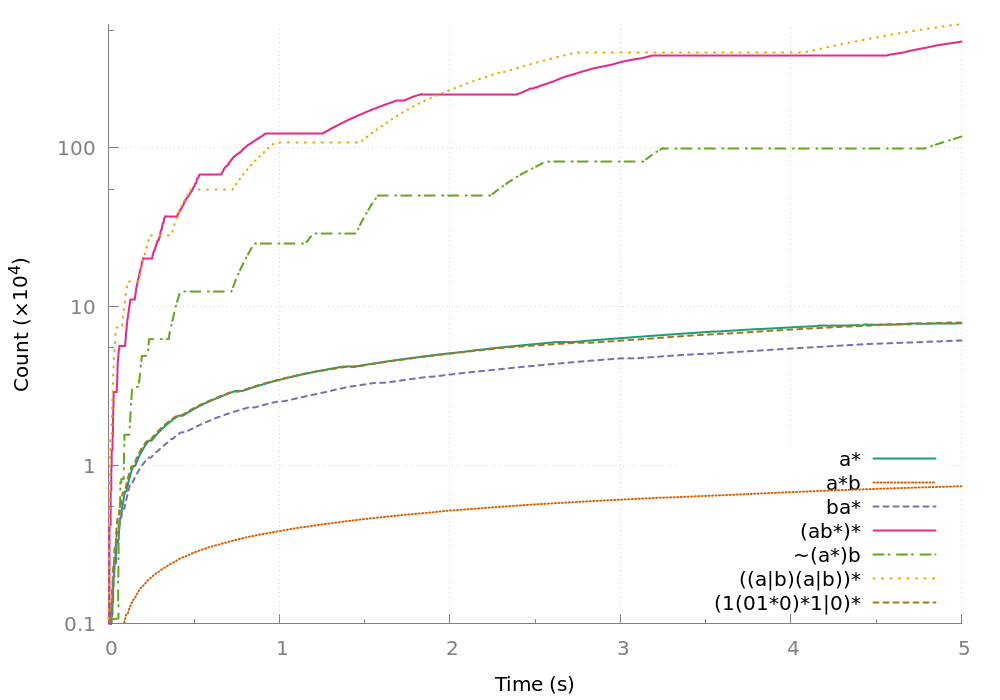 Count (×10⁴)
100
10
1
0.1
0
1
2
3
4
5
Time (s)
a*
a*b
ba*
(ab*)*
~(a*)b
((a|b)(a|b))*
(1(01*0)*1|0)*